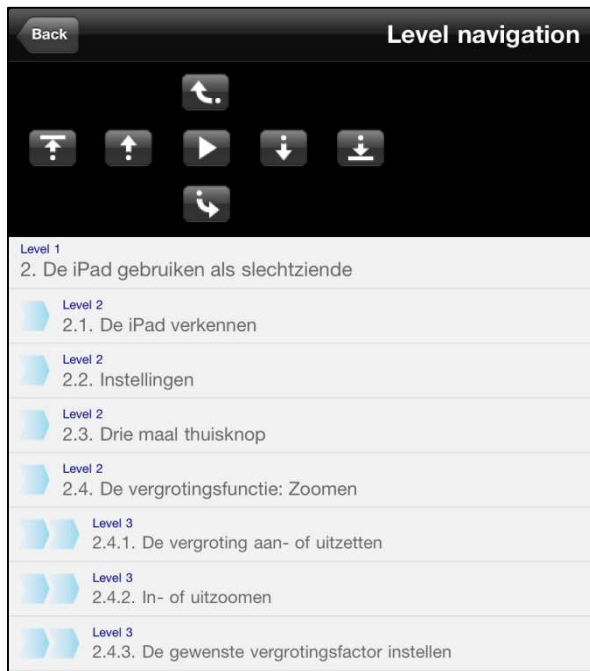 Back
Level navigation
Level 1
2. De iPad gebruiken als slechtziende
Level 2
2.1. De iPad verkennen
Level 2
2.2. Instellingen
Level 2
2.3. Drie maal thuisknop
Level 2
2.4. De vergrotingsfunctie: Zoomen
Level 3
2.4.1. De vergroting aan- of uitzetten
Level 3
2.4.2. In- of uitzoomen
Level 3
2.4.3. De gewenste vergrotingsfactor instellen